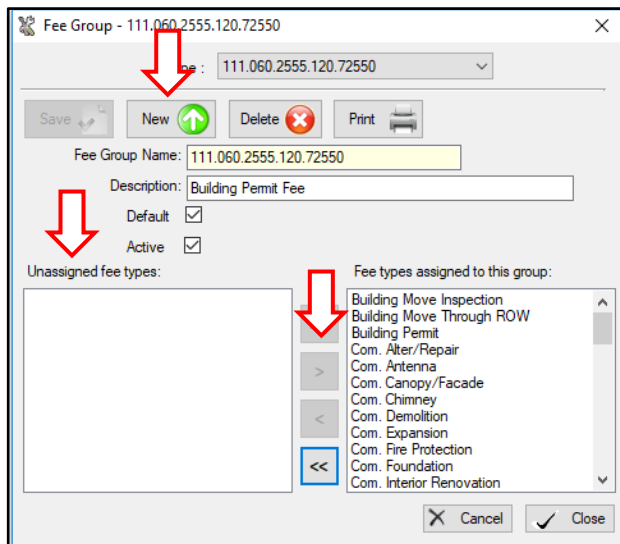 Fee Group - 111.060.2555.120.72550
111.060.2555.120.72550
Save New Delete Print
Fee Group Name: 111.060.2555.120.72550
Description: Building Permit Fee
Default
Active
Unassigned fee types: Fee types assigned to this group:
Building Move Inspection
Building Move Through ROW
Building Permit
Com. Alter/Repair
Com. Antenna
>
Com. Canopy/Facade
Com. Chimney
Com. Demolition
<
Com. Expansion
Com. Fire Protection
<<
Com. Foundation
Com. Interior Renovation
Cancel Close